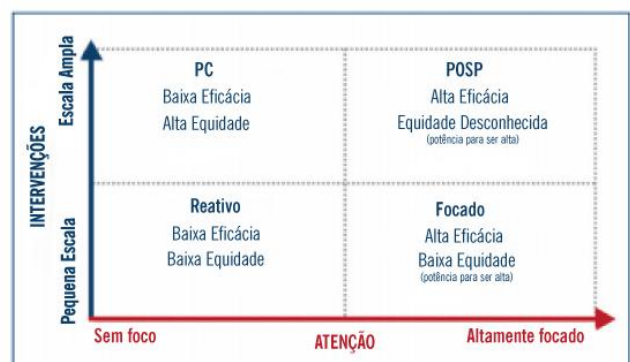 INTERVENÇÕES
Escala Ampla
Pequena Escala
PC
Baixa Eficácia
Alta Equidade
POSP
Alta Eficácia
Equidade Desconhecida
(potência para ser alta)
Reativo
Baixa Eficácia
Baixa Equidade
Focado
Alta Eficácia
Baixa Equidade
(potência para ser alta)
Sem foco
ATENÇÃO
Altamente focado